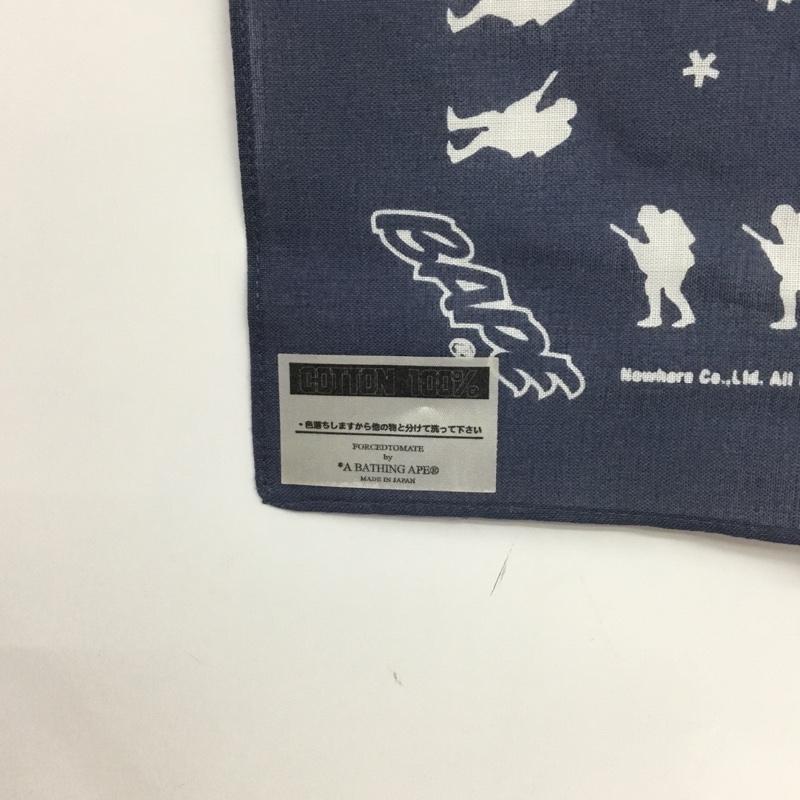 BAPE
®
Nowhere Co.,Ltd. All
COTTON 100%
・色落ちしますから他の物と分けて洗って下さい
FORCEDTOMATE
by
*A BATHING APE®
MADE IN JAPAN